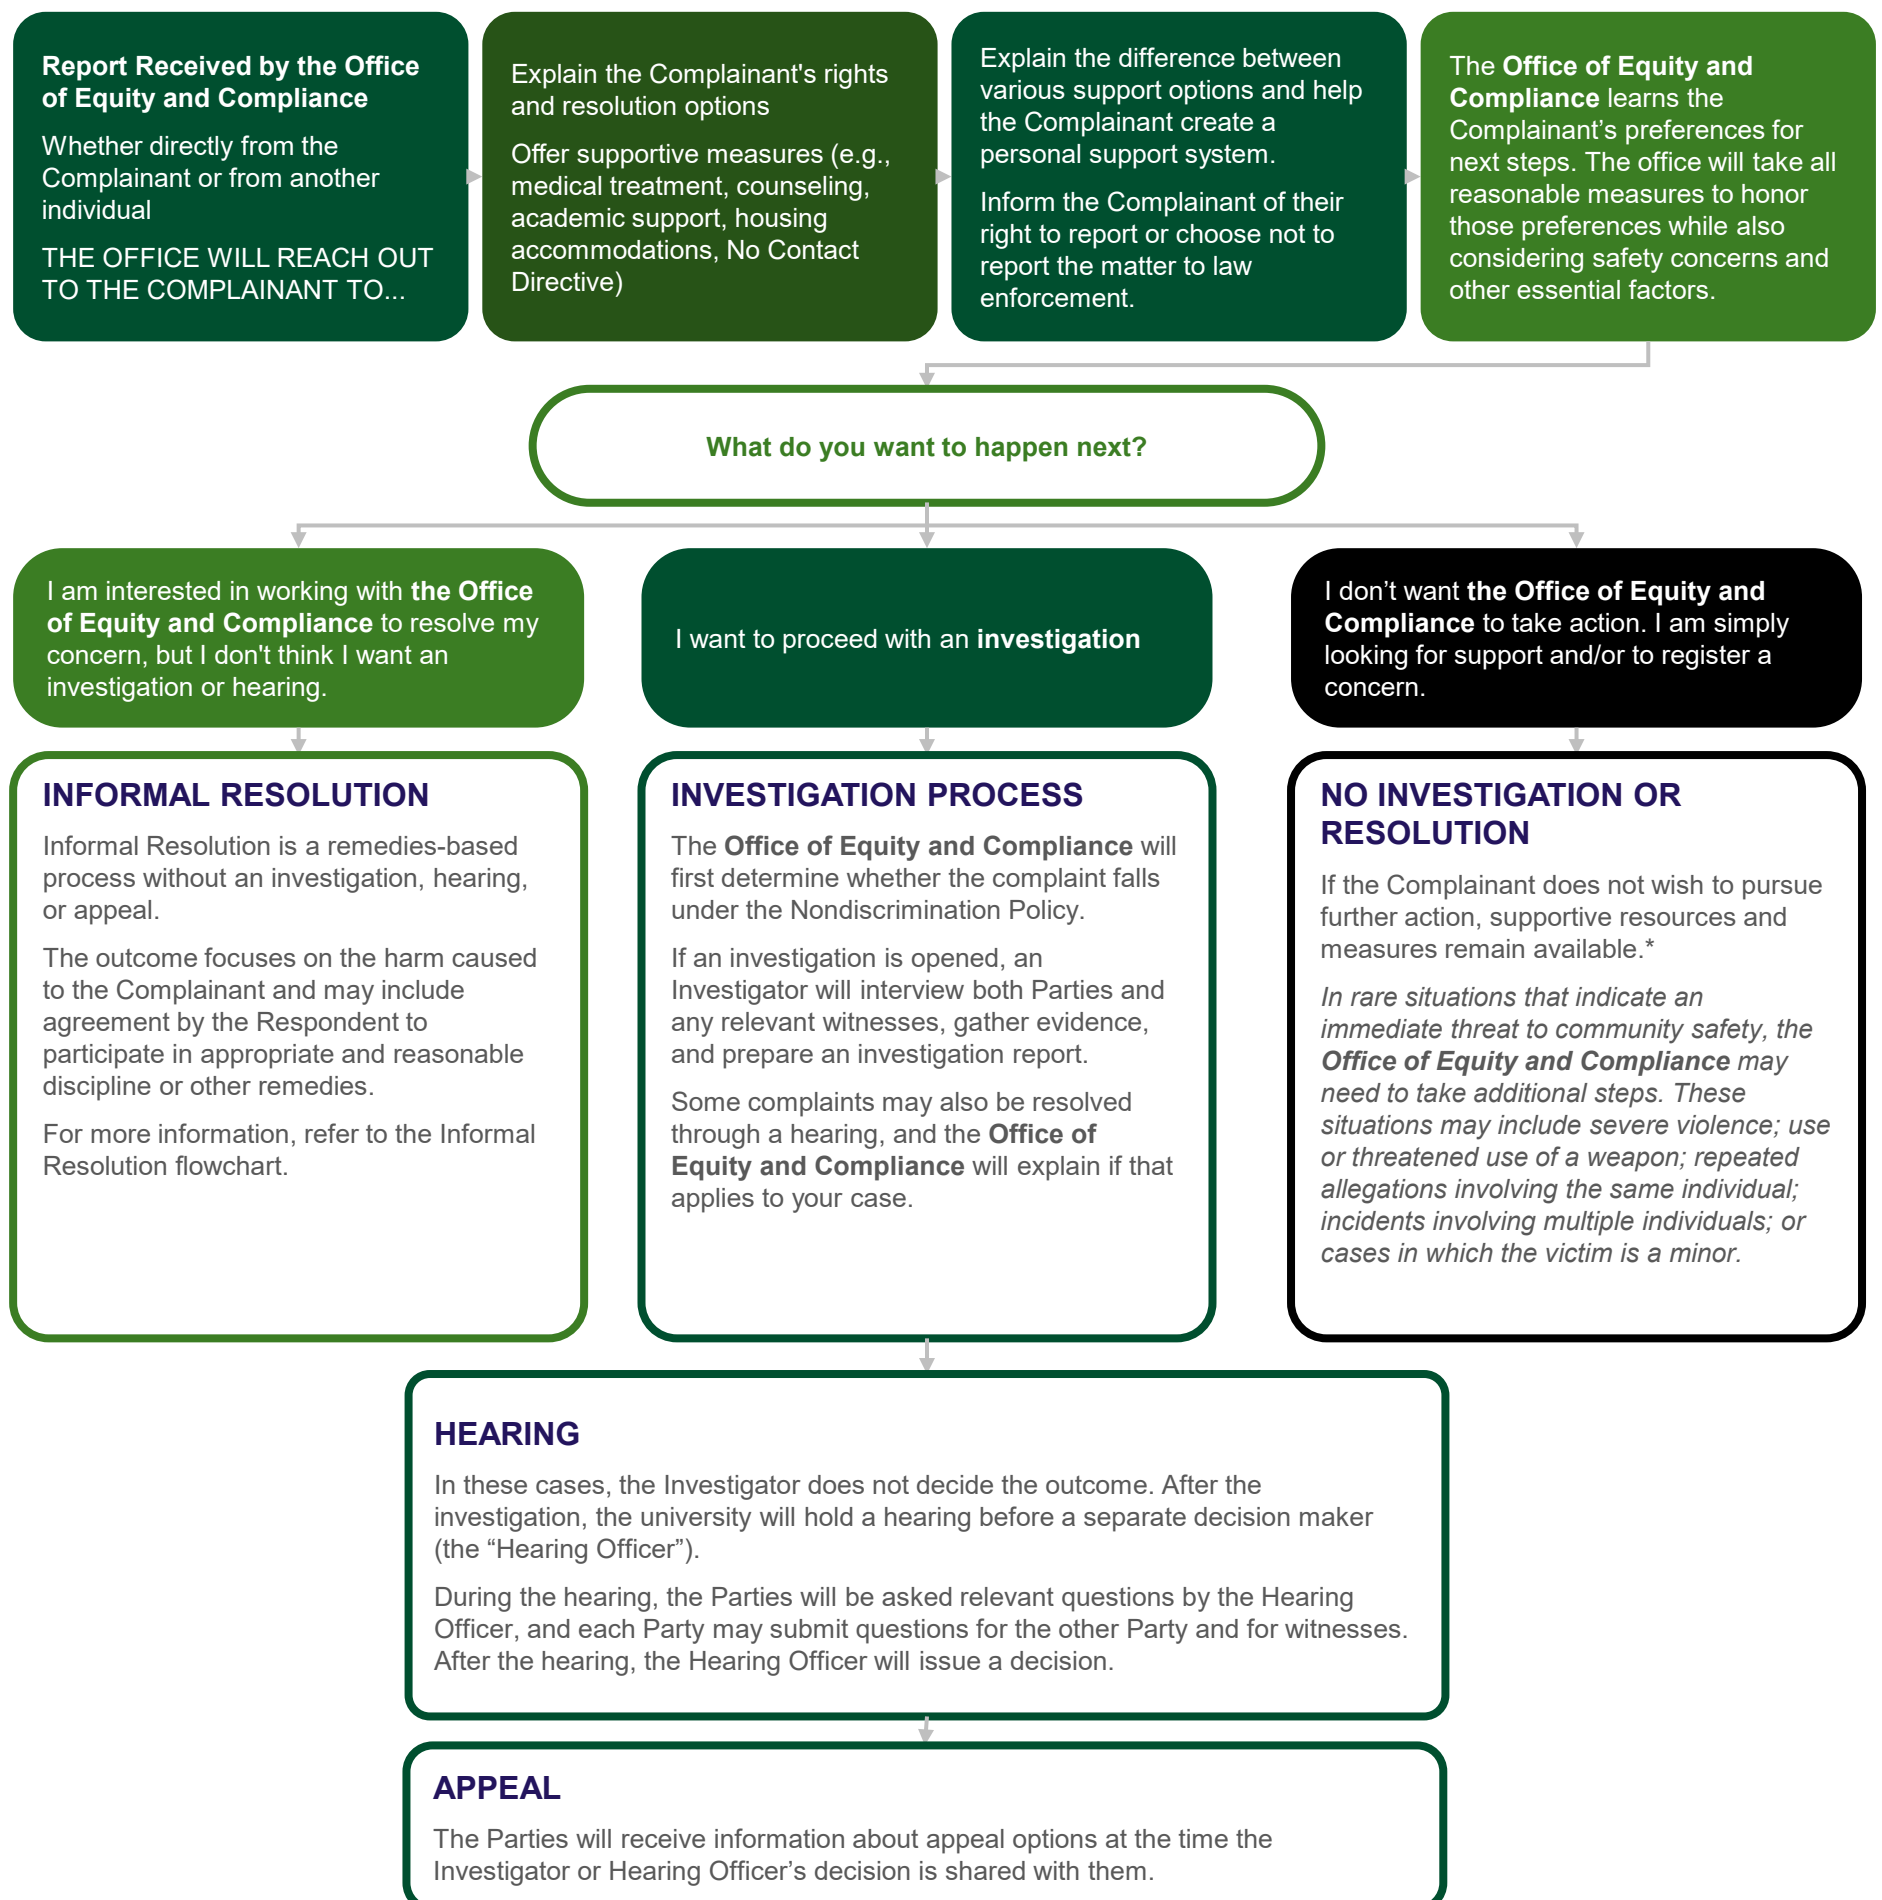 Report Received by the Office
of Equity and Compliance
Whether directly from the
Complainant or from another
individual
THE OFFICE WILL REACH OUT
TO THE COMPLAINANT TO...
Explain the Complainant's rights
and resolution options
Offer supportive measures (e.g.,
medical treatment, counseling,
academic support, housing
accommodations, No Contact
Directive)
Explain the difference between
various support options and help
the Complainant create a
personal support system.
Inform the Complainant of their
right to report or choose not to
report the matter to law
enforcement.
The Office of Equity and
Compliance learns the
Complainant’s preferences for
next steps. The office will take all
reasonable measures to honor
those preferences while also
considering safety concerns and
other essential factors.
What do you want to happen next?
I am interested in working with the Office
of Equity and Compliance to resolve my
concern, but I don't think I want an
investigation or hearing.
I want to proceed with an investigation
I don’t want the Office of Equity and
Compliance to take action. I am simply
looking for support and/or to register a
concern.
INFORMAL RESOLUTION
Informal Resolution is a remedies-based
process without an investigation, hearing,
or appeal.
The outcome focuses on the harm caused
to the Complainant and may include
agreement by the Respondent to
participate in appropriate and reasonable
discipline or other remedies.
For more information, refer to the Informal
Resolution flowchart.
INVESTIGATION PROCESS
The Office of Equity and Compliance will
first determine whether the complaint falls
under the Nondiscrimination Policy.
If an investigation is opened, an
Investigator will interview both Parties and
any relevant witnesses, gather evidence,
and prepare an investigation report.
Some complaints may also be resolved
through a hearing, and the Office of
Equity and Compliance will explain if that
applies to your case.
NO INVESTIGATION OR
RESOLUTION
If the Complainant does not wish to pursue
further action, supportive resources and
measures remain available.*
In rare situations that indicate an
immediate threat to community safety, the
Office of Equity and Compliance may
need to take additional steps. These
situations may include severe violence; use
or threatened use of a weapon; repeated
allegations involving the same individual;
incidents involving multiple individuals; or
cases in which the victim is a minor.
HEARING
In these cases, the Investigator does not decide the outcome. After the
investigation, the university will hold a hearing before a separate decision maker
(the “Hearing Officer”).
During the hearing, the Parties will be asked relevant questions by the Hearing
Officer, and each Party may submit questions for the other Party and for witnesses.
After the hearing, the Hearing Officer will issue a decision.
APPEAL
The Parties will receive information about appeal options at the time the
Investigator or Hearing Officer’s decision is shared with them.